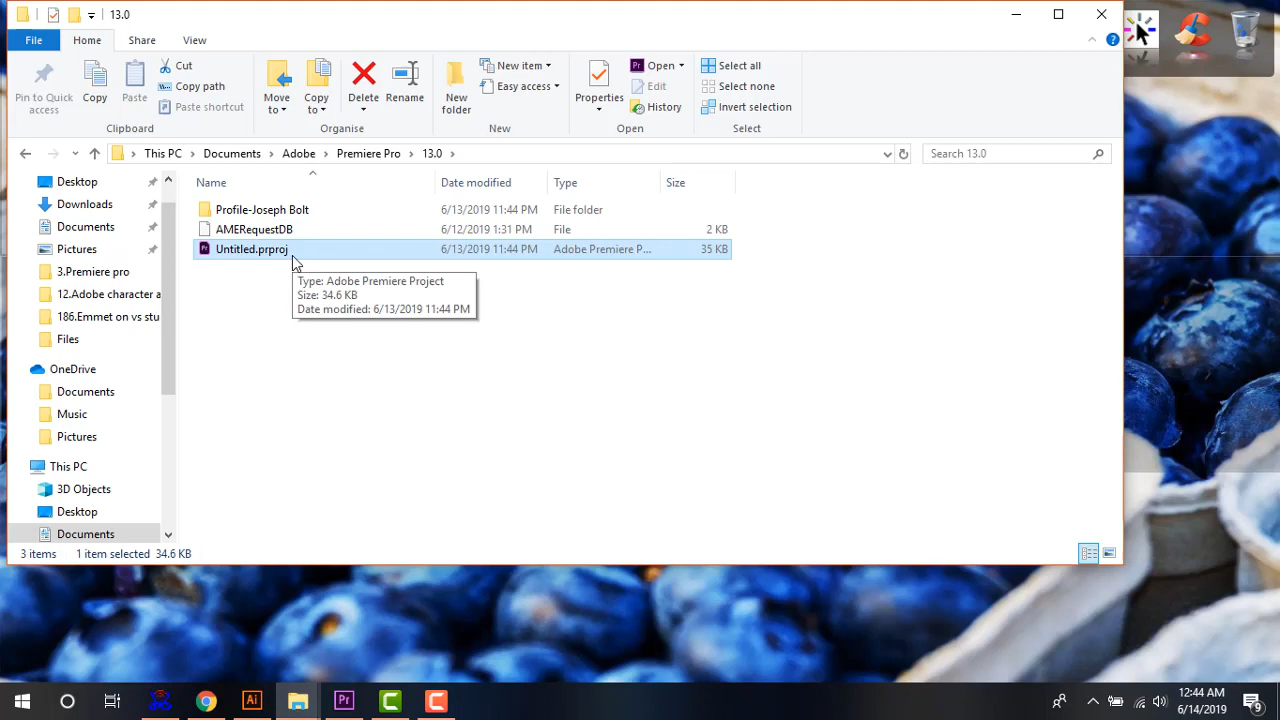 13.0
File Home Share View
Pin to Quick access
Copy
Paste
Cut
Copy path
Paste shortcut
Clipboard
Move to
Copy to
Delete
Rename
Organise
New folder
New item
Easy access
New
Properties
Open
Edit
History
Open
Select all
Select none
Invert selection
Select
This PC Documents Adobe Premiere Pro 13.0
Search 13.0
Name Date modified Type Size
Profile-Joseph Bolt 6/13/2019 11:44 PM File folder
AMERequestDB 6/12/2019 1:31 PM File 2 KB
Untitled.prproj 6/13/2019 11:44 PM Adobe Premiere P... 35 KB
Type: Adobe Premiere Project
Size: 34.6 KB
Date modified: 6/13/2019 11:44 PM
Desktop
Downloads
Documents
Pictures
3.Premiere pro
12.Adobe character a
186.Emmet on vs stu
Files
OneDrive
Documents
Music
Pictures
This PC
3D Objects
Desktop
Documents
3 items 1 item selected 34.6 KB
Ai
Pr
12:44 AM
6/14/2019
9